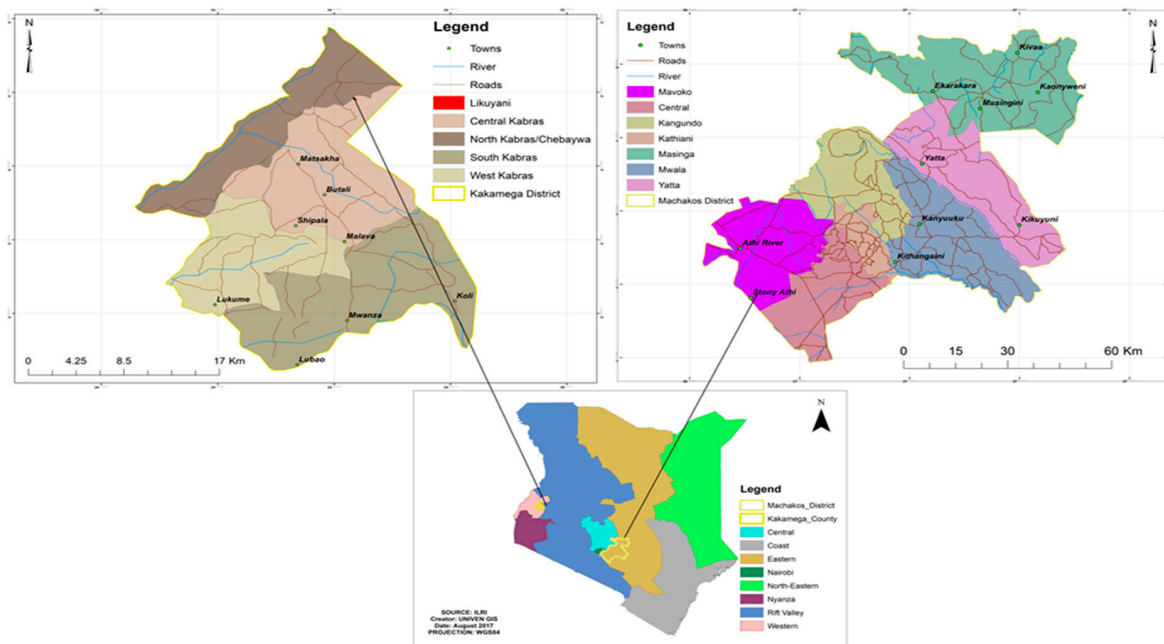 N
Legend
Towns
River
Roads
Likuyani
Central Kabras
North Kabras/Chebaywa
South Kabras
West Kabras
Kakamega District
Matsakha
Butali
Shipala
Malava
Lukume
Koli
Mwanza
Lubao
0 4.25 8.5 17 Km
Legend
Towns
Roads
River
Mavoko
Central
Kangundo
Kathiani
Masinga
Mwala
Yatta
Machakos District
N
Kivaa
Ekarakara
Kaonyweni
Musingini
Yatta
Kanyuuku
Kikuyuni
Athi River
Kithangaini
Stony Athi
0 15 30 60 Km
N
Legend
Machakos_District
Kakamega_County
Central
Coast
Eastern
Nairobi
North-Eastern
Nyanza
Rift Valley
Western
SOURCE: ILRI
Creator: UNIVEN GIS
Date: August 2017
PROJECTION: WGS84